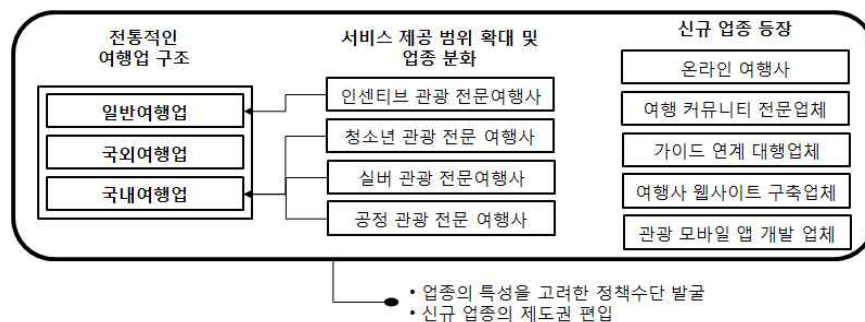 전통적인
여행업 구조
일반여행업
국외여행업
국내여행업
서비스 제공 범위 확대 및
업종 분화
인센티브 관광 전문여행사
청소년 관광 전문 여행사
실버 관광 전문여행사
공정 관광 전문 여행사
신규 업종 등장
온라인 여행사
여행 커뮤니티 전문업체
가이드 연계 대행업체
여행사 웹사이트 구축업체
관광 모바일 앱 개발 업체
• 업종의 특성을 고려한 정책수단 발굴
• 신규 업종의 제도권 편입